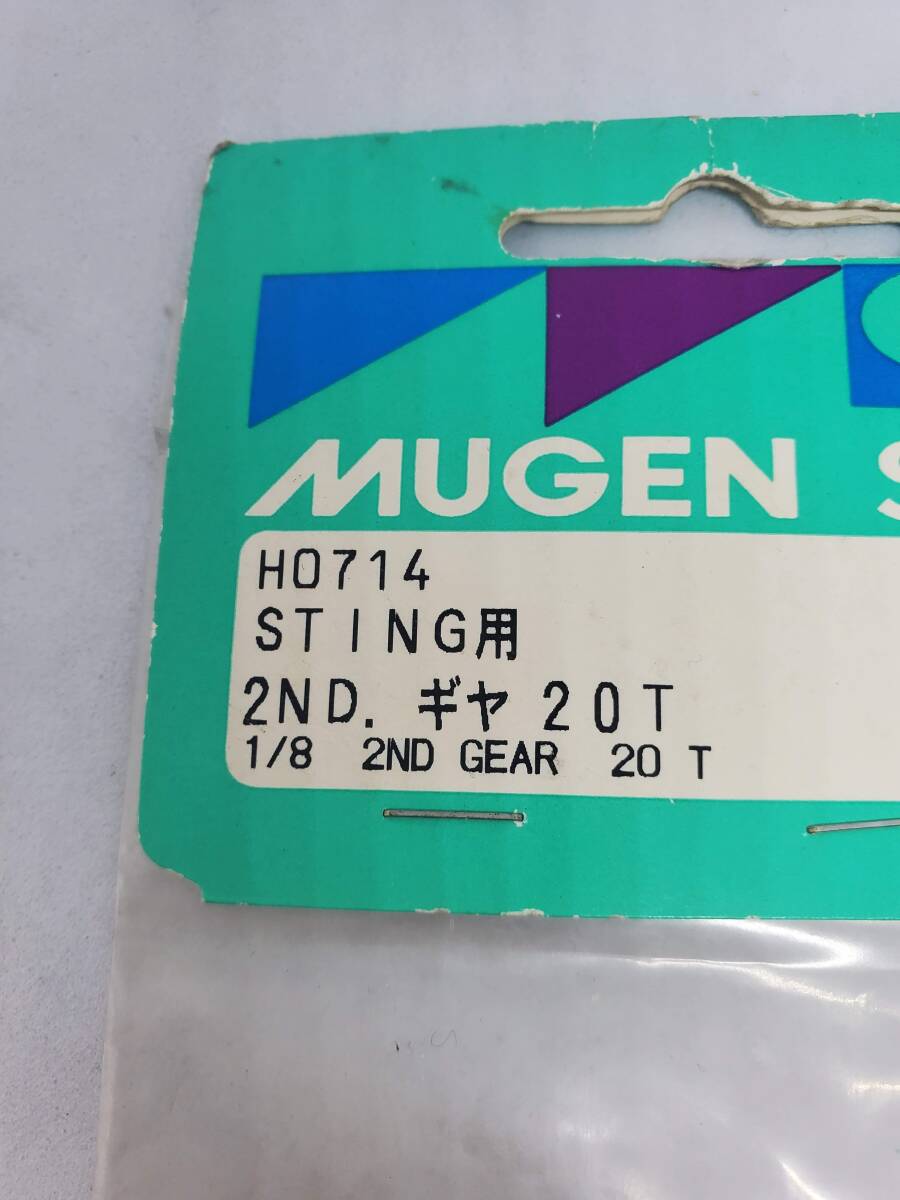 MUGEN S
H0714
STING用
2ND. ギヤ 20T
1/8 2ND GEAR 20 T